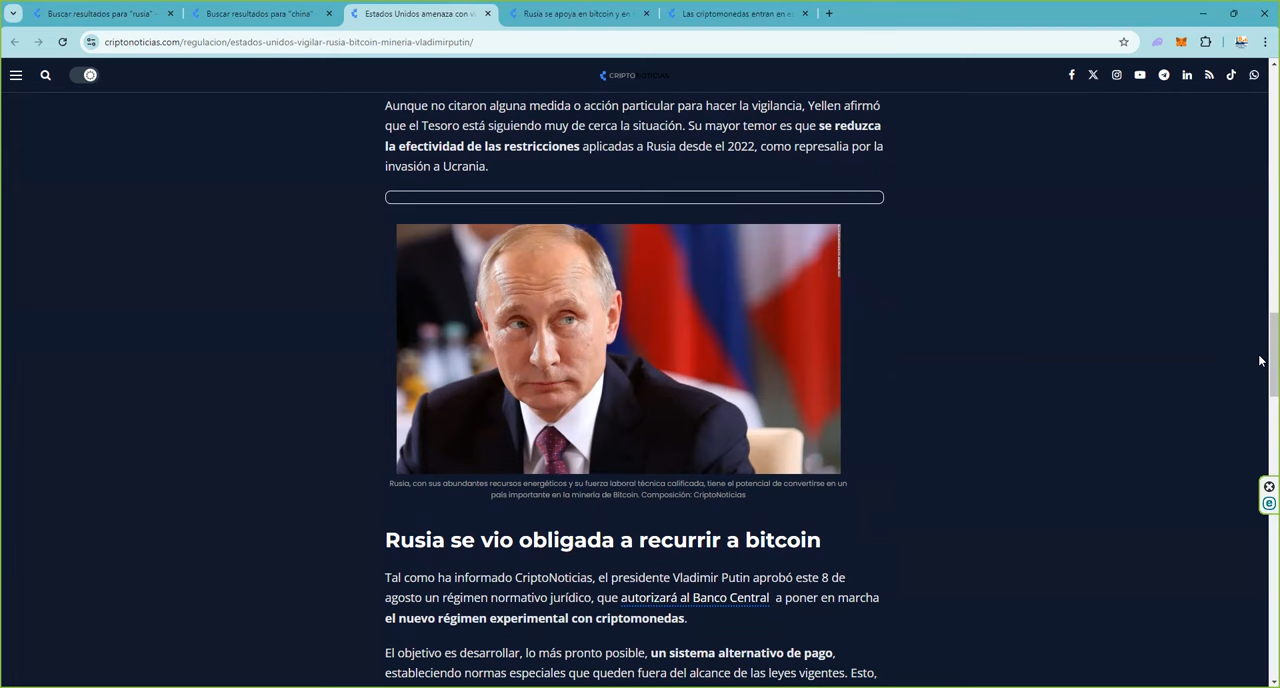 Buscar resultados para "rusia" -
Buscar resultados para "china"
Estados Unidos amenaza con vi
Rusia se apoya en bitcoin y en
Las criptomonedas entran en e
criptonoticias.com/regulacion/estados-unidos-vigilar-rusia-bitcoin-mineria-vladimirputin/
CRIPTONOTICIAS
Aunque no citaron alguna medida o acción particular para hacer la vigilancia, Yellen afirmó
que el Tesoro está siguiendo muy de cerca la situación. Su mayor temor es que se reduzca
la efectividad de las restricciones aplicadas a Rusia desde el 2022, como represalia por la
invasión a Ucrania.
Rusia, con sus abundantes recursos energéticos y su fuerza laboral técnica calificada, tiene el potencial de convertirse en un
país importante en la minería de Bitcoin. Composición: CriptoNoticias
Rusia se vio obligada a recurrir a bitcoin
Tal como ha informado CriptoNoticias, el presidente Vladimir Putin aprobó este 8 de
agosto un régimen normativo jurídico, que autorizará al Banco Central a poner en marcha
el nuevo régimen experimental con criptomonedas.
El objetivo es desarrollar, lo más pronto posible, un sistema alternativo de pago,
estableciendo normas especiales que queden fuera del alcance de las leyes vigentes. Esto,